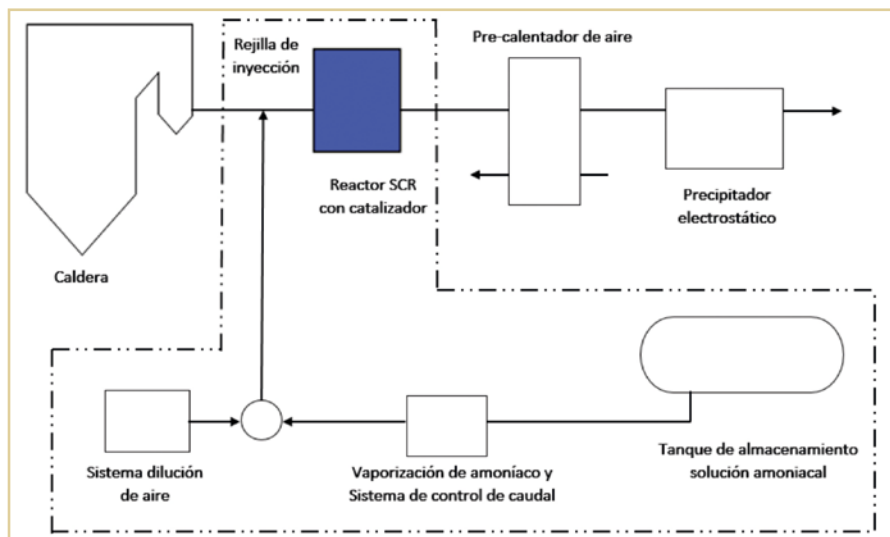 Rejilla de
inyección
Pre-calentador de aire
Reactor SCR
con catalizador
Precipitador
electrostático
Caldera
Sistema dilución
de aire
Vaporización de amoníaco y
Sistema de control de caudal
Tanque de almacenamiento
solución amoniacal